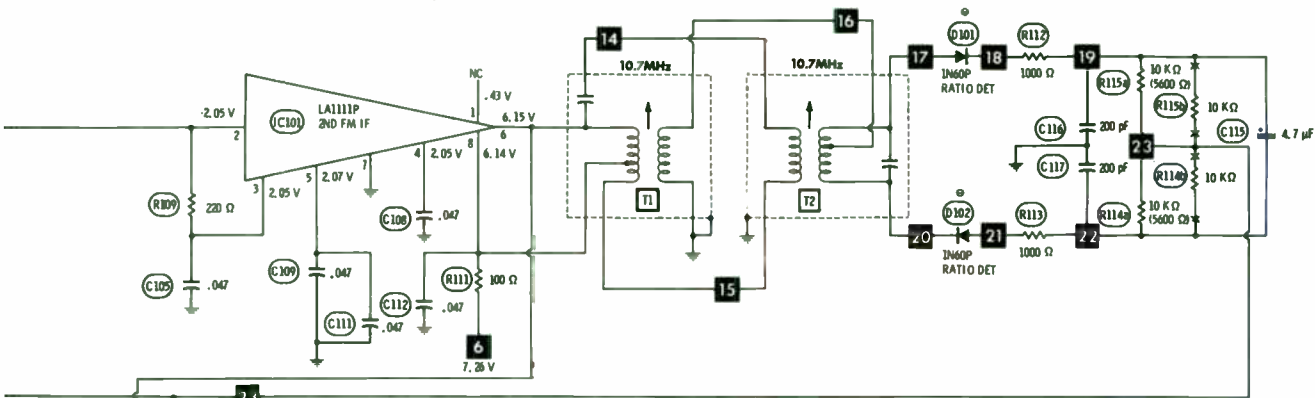 14
16
10.7MHz
10.7MHz
17
D101
1N60P
RATIO DET
18
R112
1000 Ω
19
R115a
10 KΩ
(5600 Ω)
R115b
10 KΩ
C115
4.7 µF
NC
.43 V
1
-2.05 V
2
IC101
LA1111P
2ND FM IF
6.15 V
6
8
6.14 V
4
2.05 V
7
5
2.07 V
3
2.05 V
R109
220 Ω
C105
.047
C109
.047
C111
.047
C108
.047
C112
.047
R111
100 Ω
6
7.26 V
T1
T2
15
C116
200 pF
C117
200 pF
23
R114b
10 KΩ
R114a
10 KΩ
(5600 Ω)
20
D102
1N60P
RATIO DET
21
R113
1000 Ω
22